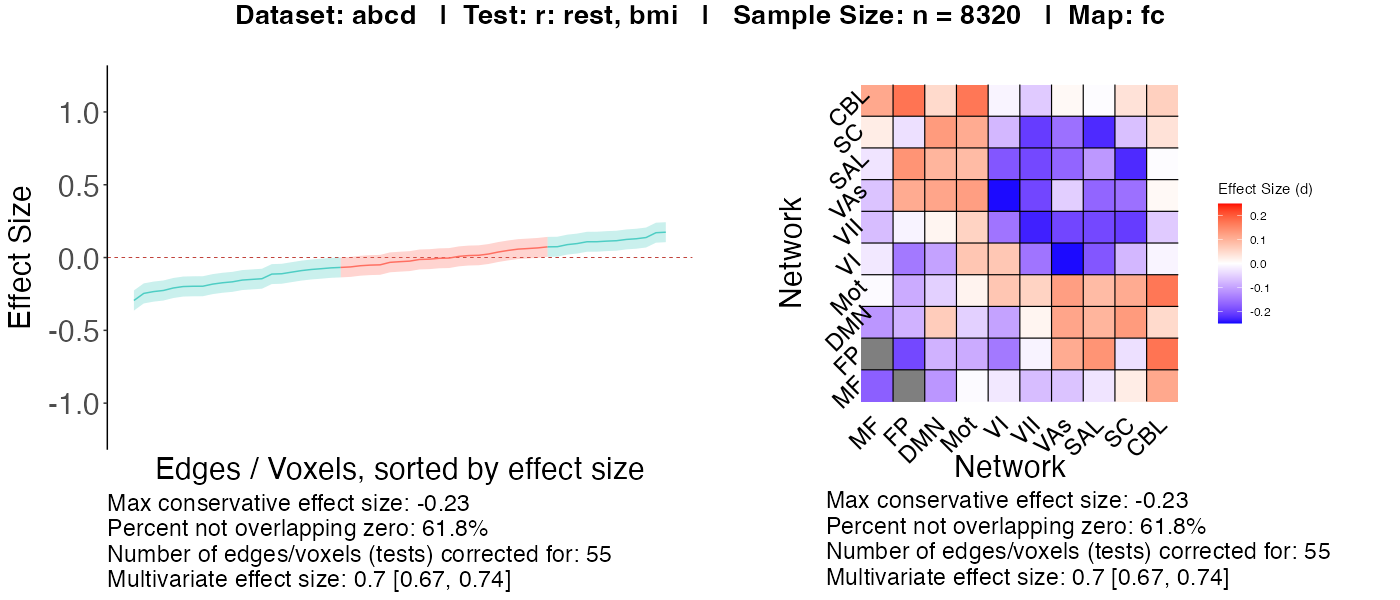 Dataset: abcd | Test: r: rest, bmi | Sample Size: n = 8320 | Map: fc
Effect Size
1.0
0.5
0.0
-0.5
-1.0
Edges / Voxels, sorted by effect size
Max conservative effect size: -0.23
Percent not overlapping zero: 61.8%
Number of edges/voxels (tests) corrected for: 55
Multivariate effect size: 0.7 [0.67, 0.74]
Network
CBL
SC
SAL
VAs
VII
VI
Mot
DMN
FP
MF
MF
FP
DMN
Mot
VI
VII
VAs
SAL
SC
CBL
Network
Effect Size (d)
0.2
0.1
0.0
-0.1
-0.2
Max conservative effect size: -0.23
Percent not overlapping zero: 61.8%
Number of edges/voxels (tests) corrected for: 55
Multivariate effect size: 0.7 [0.67, 0.74]